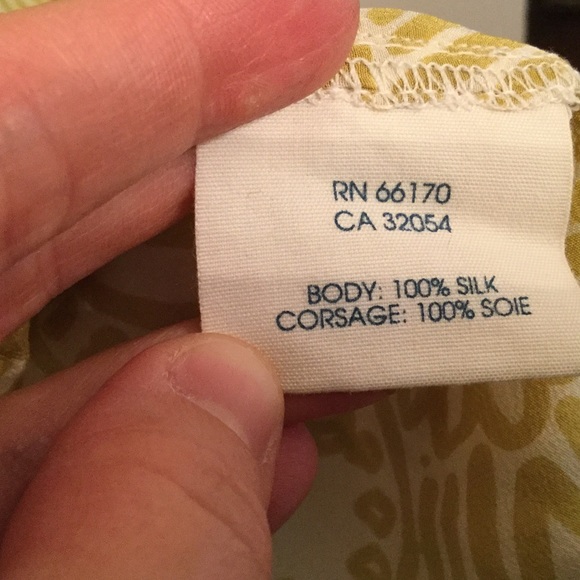 RN 66170
CA 32054
BODY: 100% SILK
CORSAGE: 100% SOIE